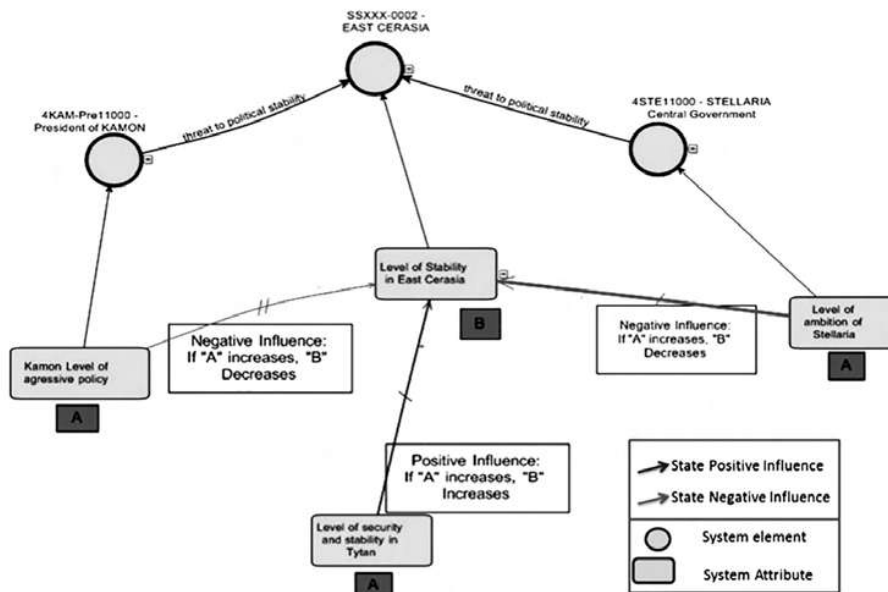 SSXXX-0002 -
EAST CERASIA
4KAM-Pre11000 -
President of KAMON
threat to political stability
threat to political stability
4STE11000 - STELLARIA
Central Government
Level of Stability
in East Cerasia
B
Negative Influence:
If "A" increases, "B"
Decreases
Negative Influence:
If "A" increases, "B"
Decreases
Level of
ambition of
Stellaria
A
Kamon Level of
agressive policy
A
Positive Influence:
If "A" increases, "B"
Increases
Level of security
and stability in
Tytan
A
State Positive Influence
State Negative Influence
System element
System Attribute